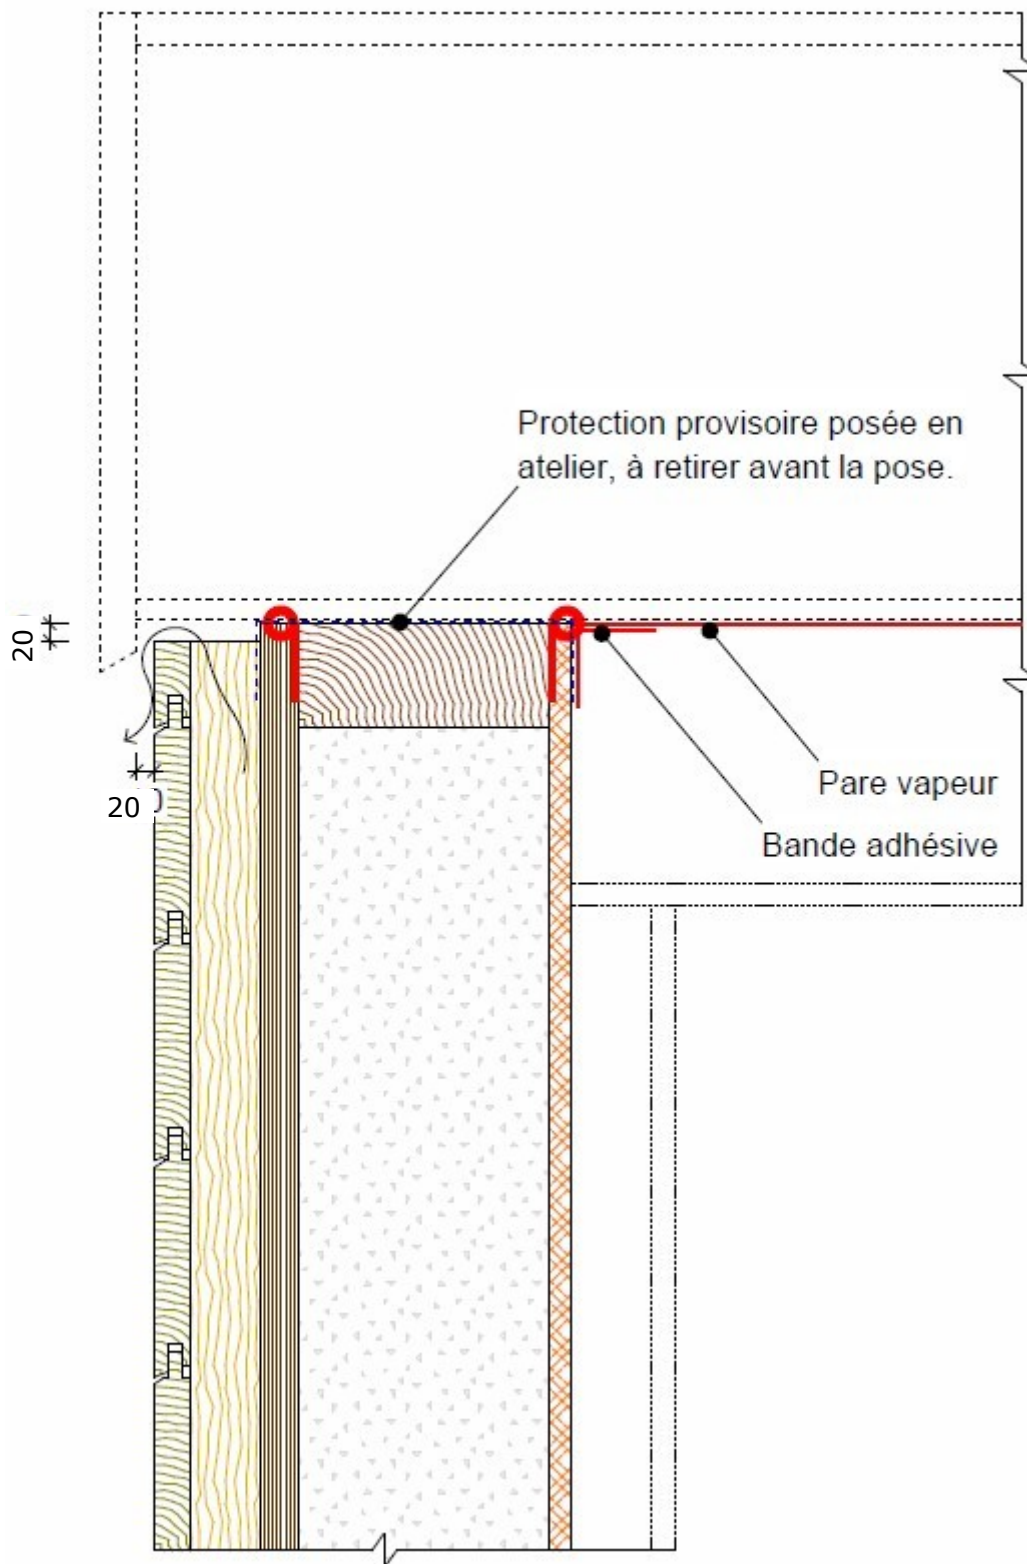 Protection provisoire posée en
atelier, à retirer avant la pose.
20
20
Pare vapeur
Bande adhésive